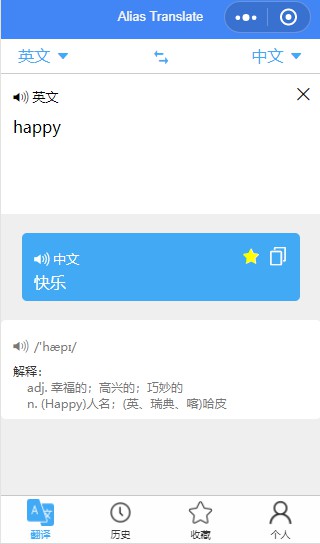 Alias Translate
英文
中文
英文
happy
中文
快乐
/'hæpɪ/
解释：
adj. 幸福的；高兴的；巧妙的
n. (Happy)人名；(英、瑞典、喀)哈皮
翻译
历史
收藏
个人